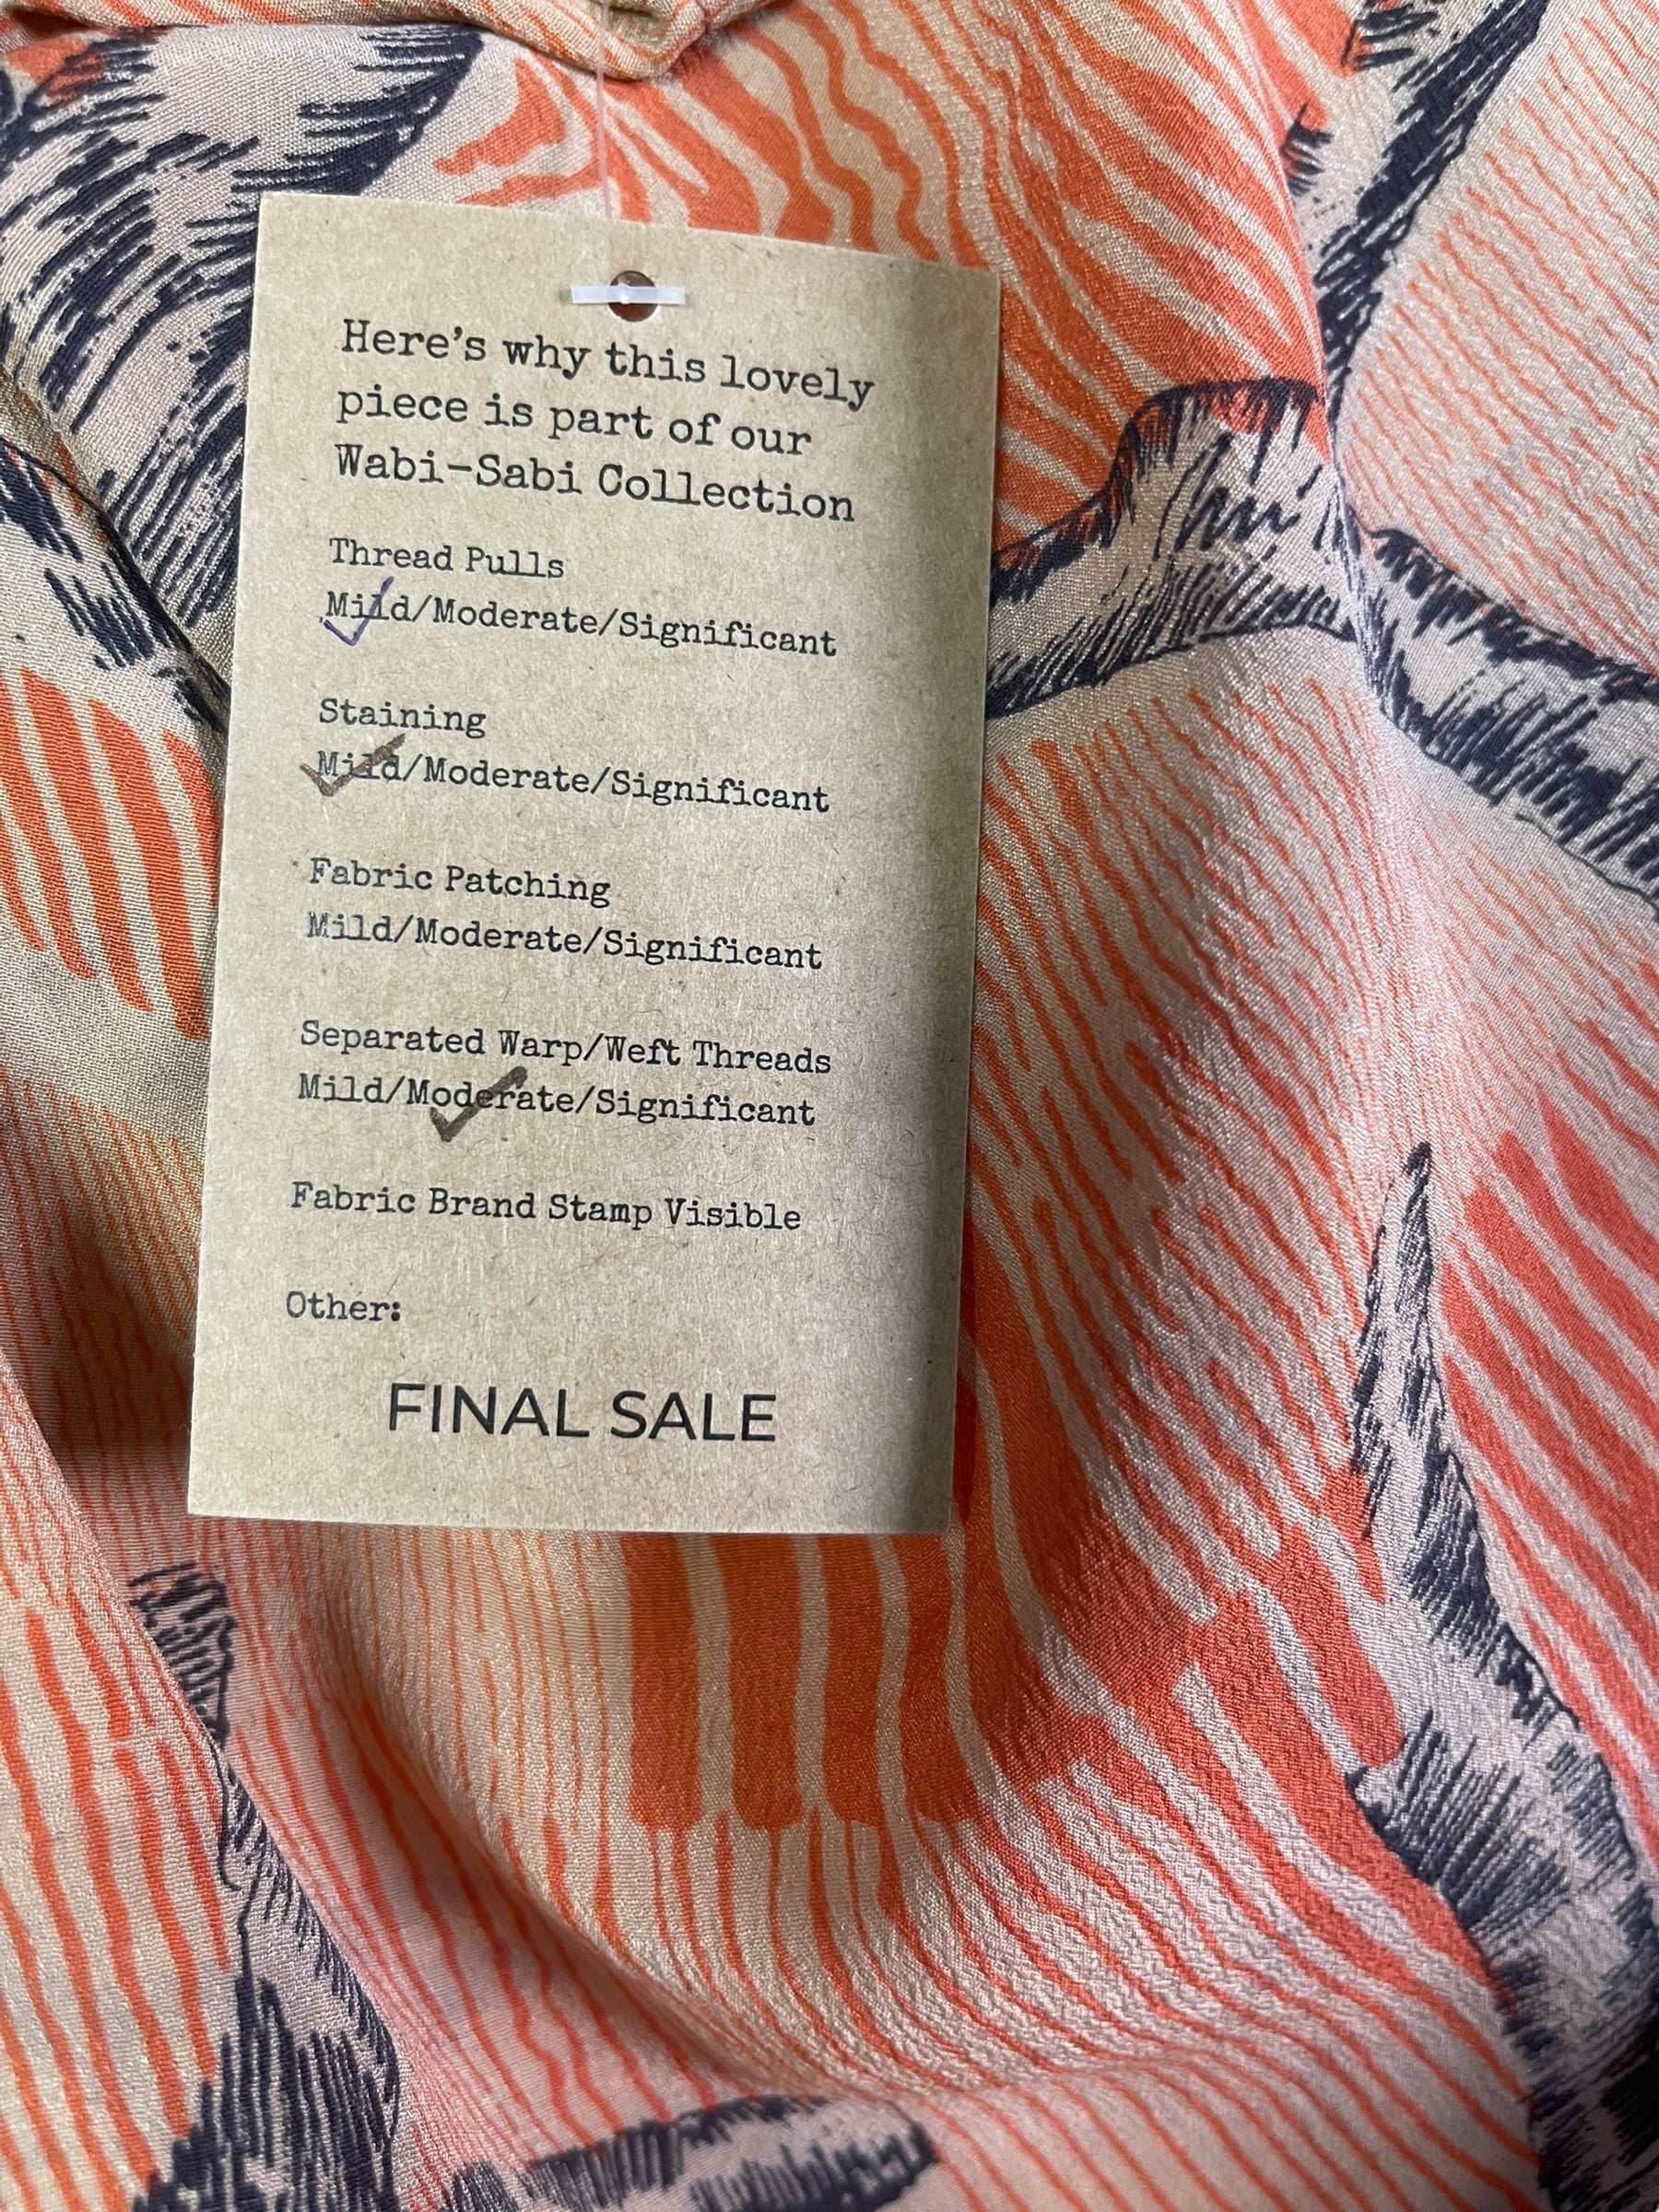 Here's why this lovely
piece is part of our
Wabi-Sabi Collection
Thread Pulls
Mild/Moderate/Significant
Staining
Mild/Moderate/Significant
Fabric Patching
Mild/Moderate/Significant
Separated Warp/Weft Threads
Mild/Moderate/Significant
Fabric Brand Stamp Visible
Other:
FINAL SALE